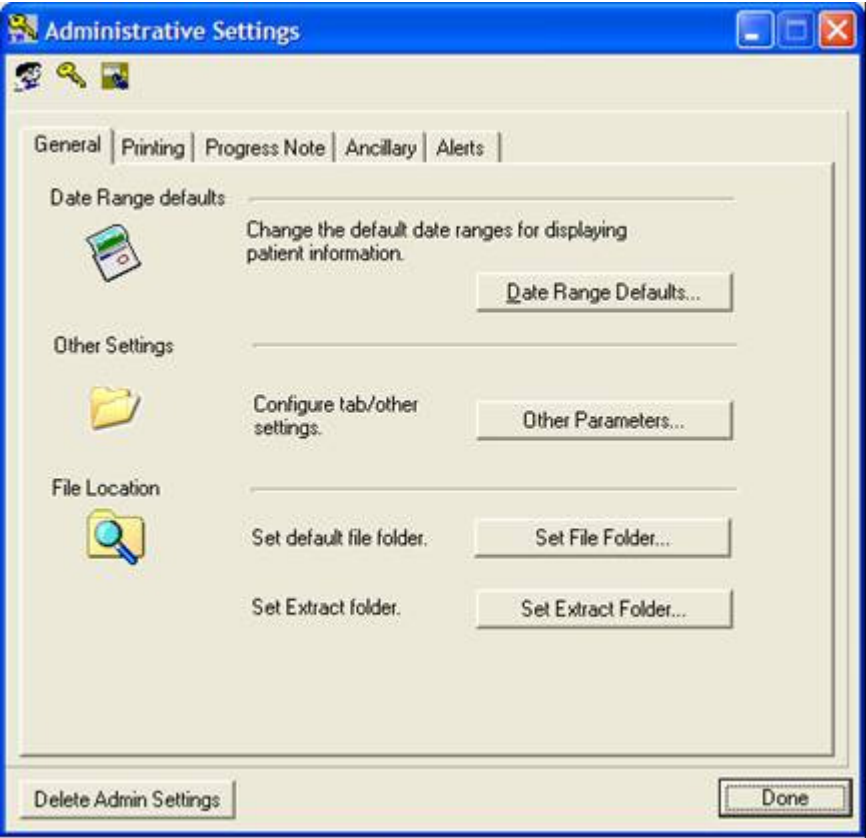 Administrative Settings
General Printing Progress Note Ancillary Alerts
Date Range defaults
Change the default date ranges for displaying
patient information.
Date Range Defaults...
Other Settings
Configure tab/other
settings.
Other Parameters...
File Location
Set default file folder.
Set File Folder...
Set Extract folder.
Set Extract Folder...
Delete Admin Settings
Done